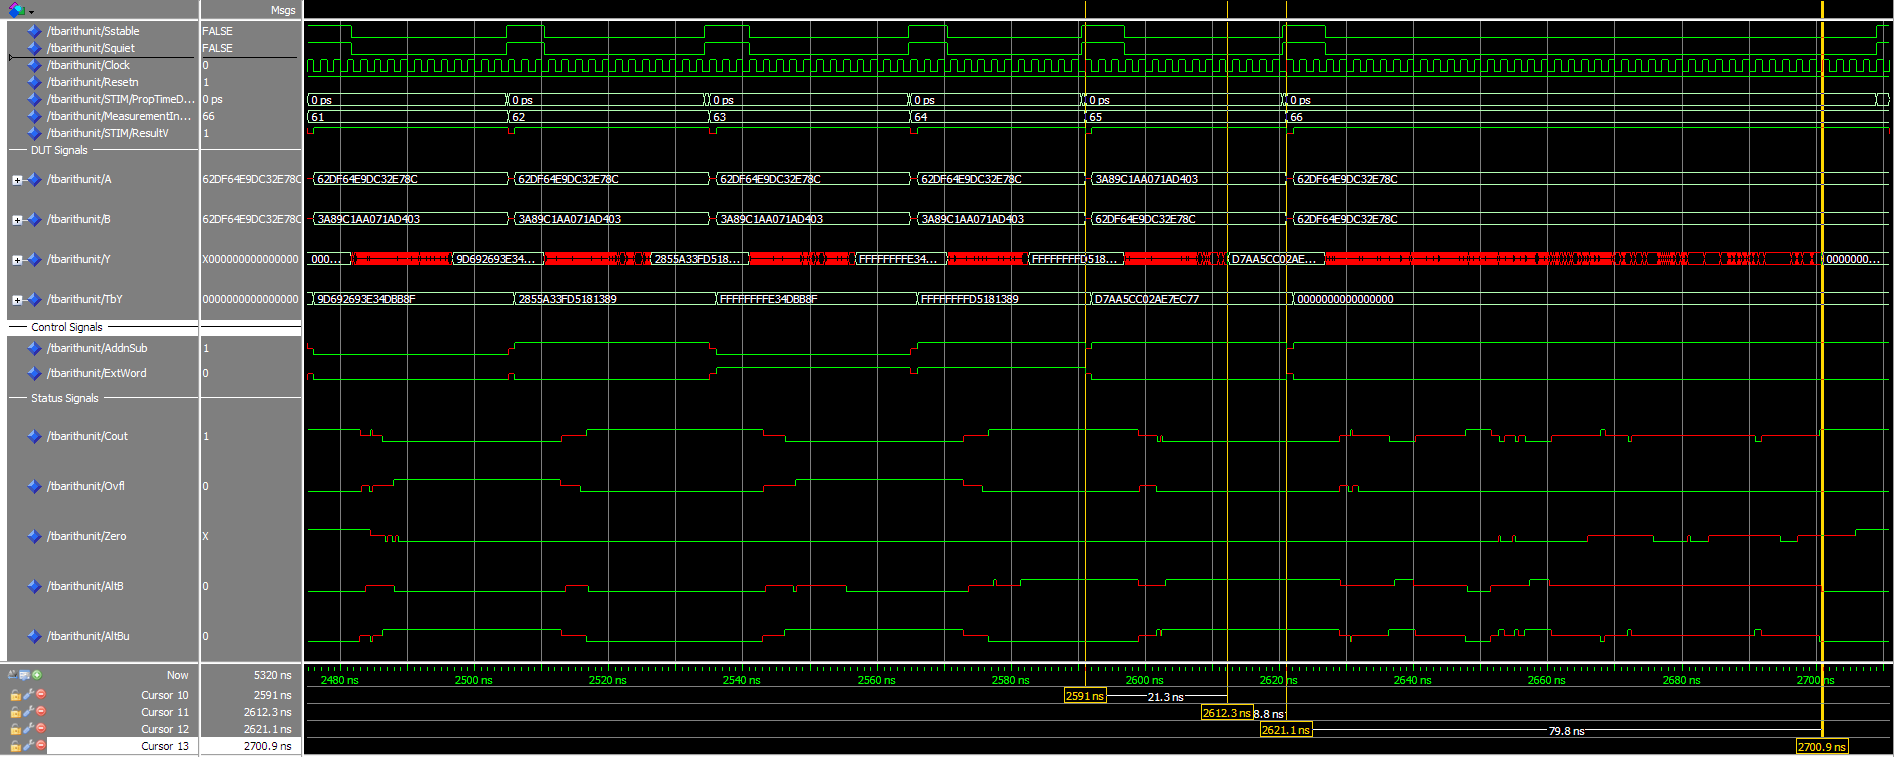 Msgs
/tbarithunit/Sstable FALSE
/tbarithunit/Squiet FALSE
/tbarithunit/Clock 0
/tbarithunit/Resetn 1
/tbarithunit/STIM/PropTimeD... 0 ps 0 ps 0 ps 0 ps 0 ps 0 ps 0 ps
/tbarithunit/MeasurementIn... 66 61 62 63 64 65 66
/tbarithunit/STIM/ResultV 1
DUT Signals
/tbarithunit/A 62DF64E9DC32E78C 62DF64E9DC32E78C 62DF64E9DC32E78C 62DF64E9DC32E78C 62DF64E9DC32E78C 3A89C1AA071AD403 62DF64E9DC32E78C
/tbarithunit/B 62DF64E9DC32E78C 3A89C1AA071AD403 3A89C1AA071AD403 3A89C1AA071AD403 3A89C1AA071AD403 62DF64E9DC32E78C 62DF64E9DC32E78C
/tbarithunit/Y X000000000000000 000... 9D692693E34... 2855A33FD518... FFFFFFFFE34... FFFFFFFFD518... D7AA5CC02AE... 0000000...
/tbarithunit/TbY 0000000000000000 9D692693E34DBB8F 2855A33FD5181389 FFFFFFFFE34DBB8F FFFFFFFFD5181389 D7AA5CC02AE7EC77 0000000000000000
Control Signals
/tbarithunit/AddnSub 1
/tbarithunit/ExtWord 0
Status Signals
/tbarithunit/Cout 1
/tbarithunit/Ovfl 0
/tbarithunit/Zero X
/tbarithunit/AltB 0
/tbarithunit/AltBu 0
Now 5320 ns 2480 ns 2500 ns 2520 ns 2540 ns 2560 ns 2580 ns 2600 ns 2620 ns 2640 ns 2660 ns 2680 ns 2700 ns
Cursor 10 2591 ns 2591 ns 21.3 ns
Cursor 11 2612.3 ns 2612.3 ns 8.8 ns
Cursor 12 2621.1 ns 2621.1 ns 79.8 ns
Cursor 13 2700.9 ns 2700.9 ns